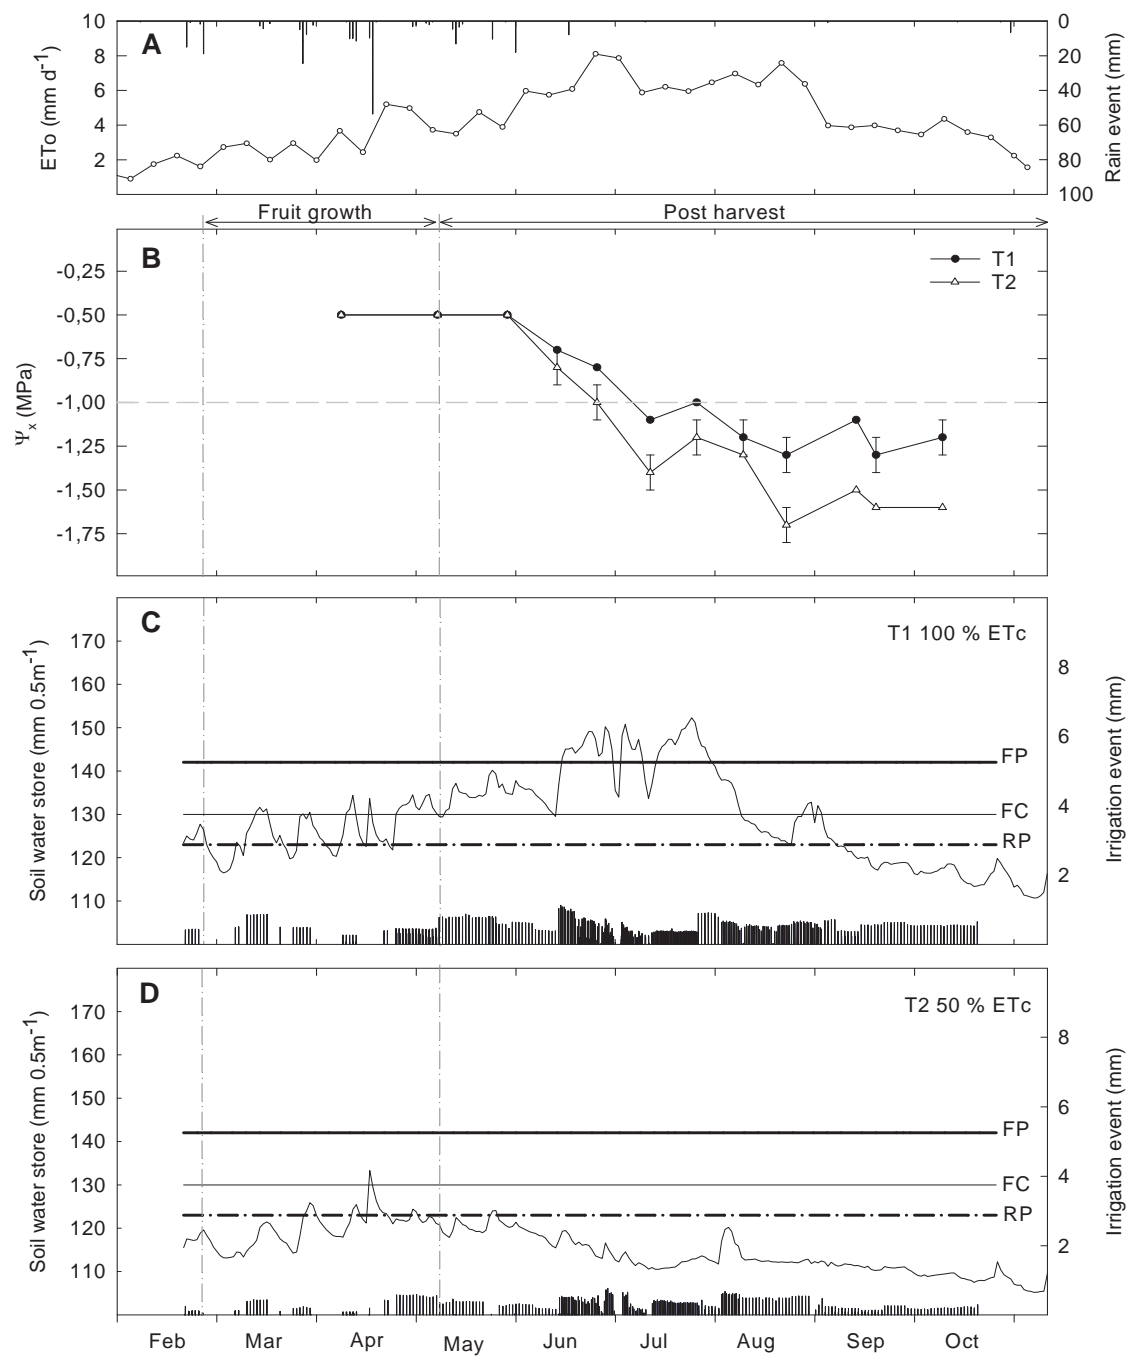 A
ETo (mm d-1)
10
8
6
4
2
0
20
40
60
80
100
Rain event (mm)
Fruit growth
Post harvest
B
T1
T2
Ψx (MPa)
-0,25
-0,50
-0,75
-1,00
-1,25
-1,50
-1,75
C
T1 100 % ETc
Soil water store (mm 0.5m-1)
170
160
150
140
130
120
110
FP
FC
RP
8
6
4
2
Irrigation event (mm)
D
T2 50 % ETc
Soil water store (mm 0.5m-1)
170
160
150
140
130
120
110
FP
FC
RP
8
6
4
2
Irrigation event (mm)
Feb Mar Apr May Jun Jul Aug Sep Oct